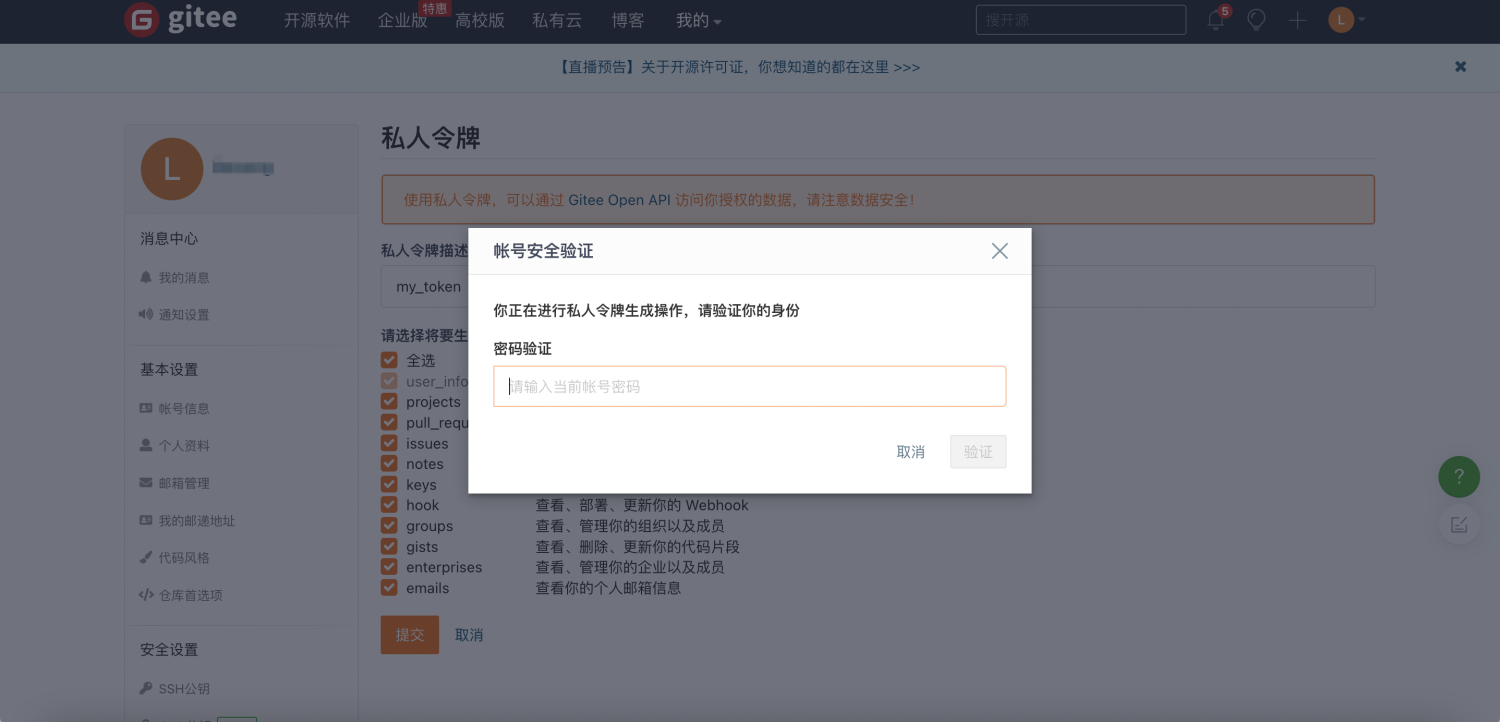 gitee 开源软件 企业版 特惠 高校版 私有云 博客 我的 搜开源 5 L
【直播预告】关于开源许可证，你想知道的都在这里 >>>
L
消息中心
我的消息
通知设置
基本设置
帐号信息
个人资料
邮箱管理
我的邮递地址
代码风格
仓库首选项
安全设置
SSH公钥
私人令牌
使用私人令牌，可以通过 Gitee Open API 访问你授权的数据，请注意数据安全！
私人令牌描述
my_token
请选择将要生
全选
user_info
projects
pull_requ
issues
notes
keys
hook 查看、部署、更新你的 Webhook
groups 查看、管理你的组织以及成员
gists 查看、删除、更新你的代码片段
enterprises 查看、管理你的企业以及成员
emails 查看你的个人邮箱信息
提交 取消
帐号安全验证
你正在进行私人令牌生成操作，请验证你的身份
密码验证
请输入当前帐号密码
取消 验证
?